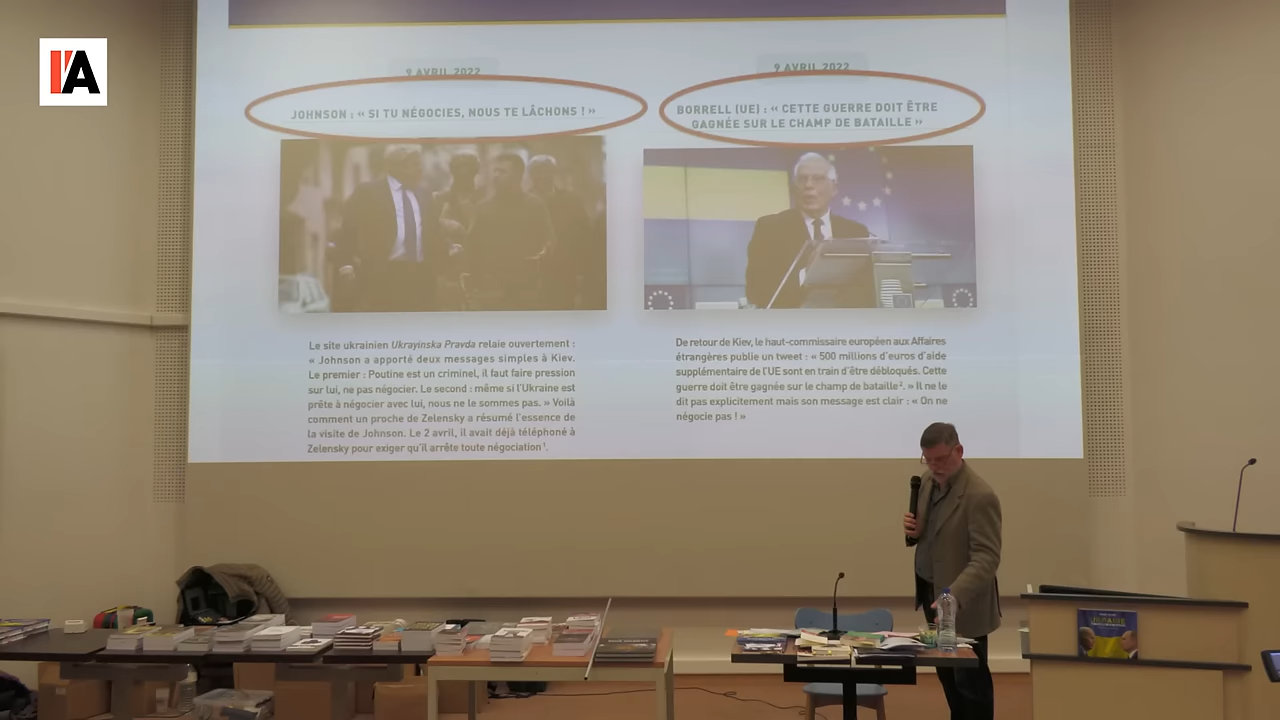 I'A
9 AVRIL 2022
JOHNSON : « SI TU NÉGOCIES, NOUS TE LÂCHONS ! »
Le site ukrainien Ukrayinska Pravda relaie ouvertement :
« Johnson a apporté deux messages simples à Kiev.
Le premier : Poutine est un criminel, il faut faire pression
sur lui, ne pas négocier. Le second : même si l'Ukraine est
prête à négocier avec lui, nous ne le sommes pas. » Voilà
comment un proche de Zelensky a résumé l'essence de
la visite de Johnson. Le 2 avril, il avait déjà téléphoné à
Zelensky pour exiger qu'il arrête toute négociation¹.
9 AVRIL 2022
BORRELL (UE) : « CETTE GUERRE DOIT ÊTRE
GAGNÉE SUR LE CHAMP DE BATAILLE »
De retour de Kiev, le haut-commissaire européen aux Affaires
étrangères publie un tweet : « 500 millions d'euros d'aide
supplémentaire de l'UE sont en train d'être débloqués. Cette
guerre doit être gagnée sur le champ de bataille². » Il ne le
dit pas explicitement mais son message est clair : « On ne
négocie pas ! »